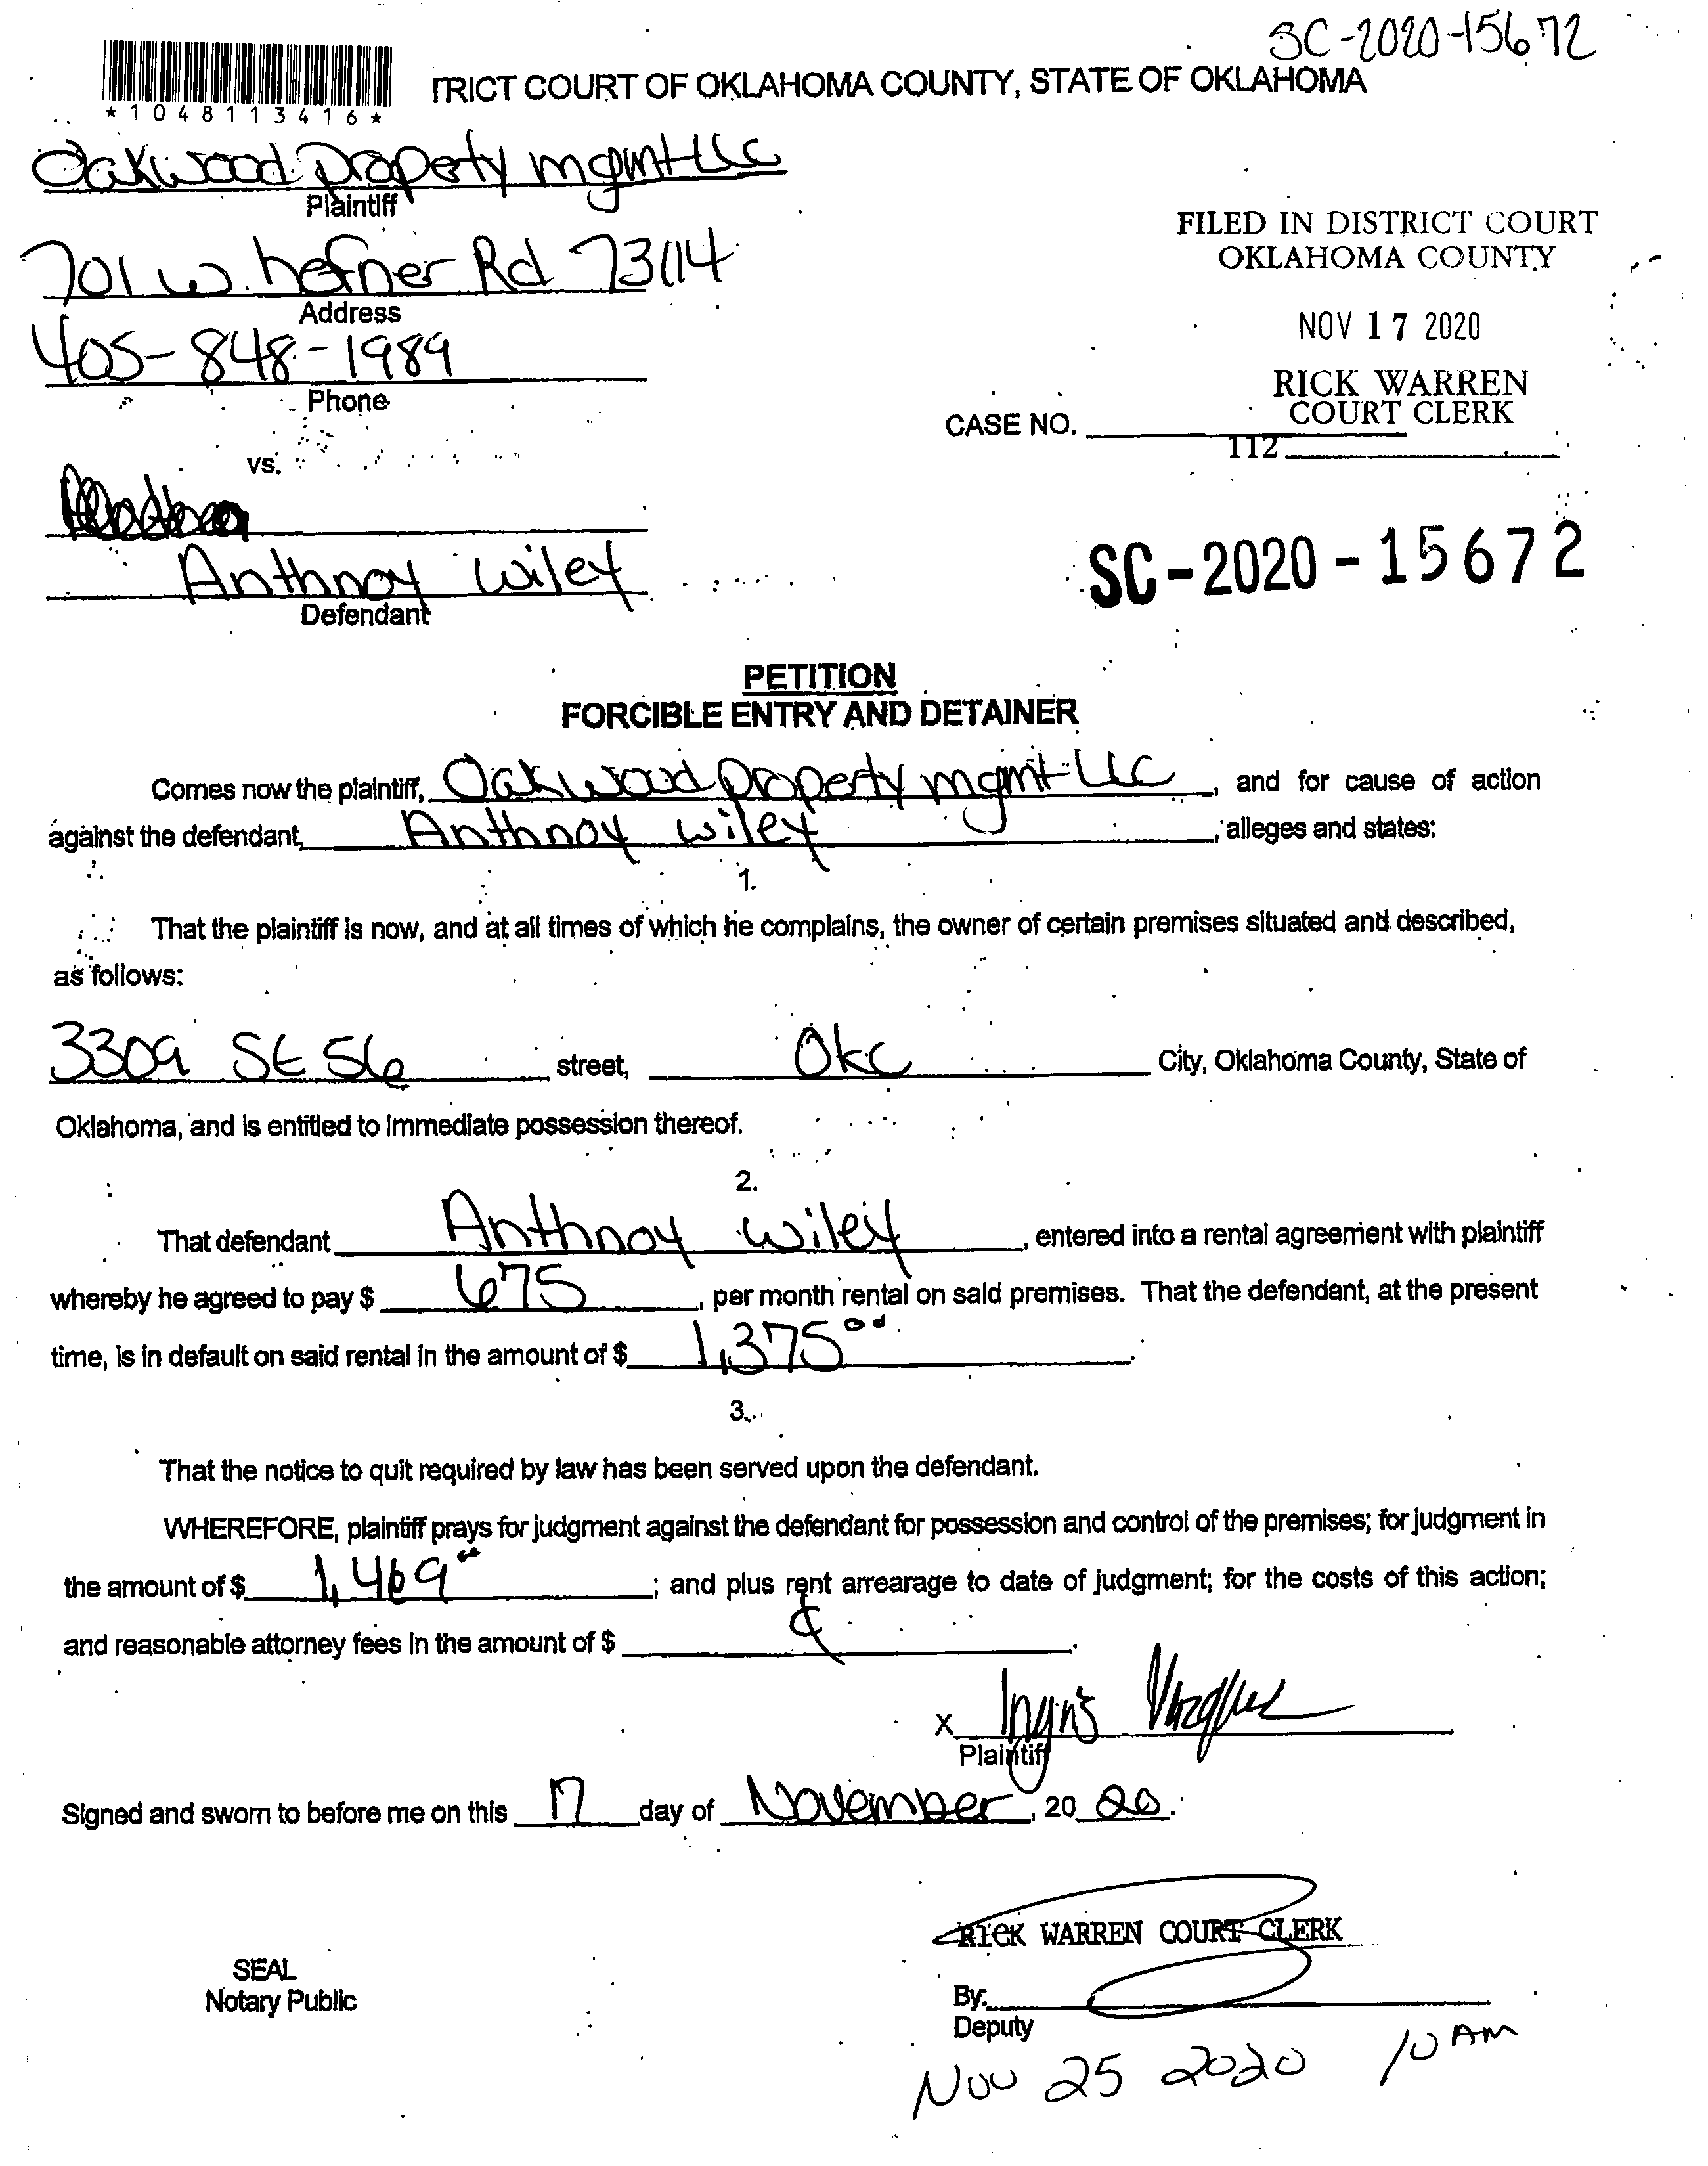 SC-2020-15672
*1048113416*
TRICT COURT OF OKLAHOMA COUNTY, STATE OF OKLAHOMA
Oakwood Property mgmt LLC
Plaintiff
701 W. hefner Rd 73114
Address
405-848-1989
Phone
FILED IN DISTRICT COURT
OKLAHOMA COUNTY
NOV 17 2020
RICK WARREN
COURT CLERK
CASE NO.
112
vs.
Anthnoy Wiley
Defendant
SC-2020-15672
PETITION
FORCIBLE ENTRY AND DETAINER
Comes now the plaintiff, Oakwood property mgmt LLC, and for cause of action
against the defendant, Anthnoy Wiley, alleges and states:
1.
That the plaintiff is now, and at all times of which he complains, the owner of certain premises situated and described,
as follows:
3309 SE 56 street, Okc City, Oklahoma County, State of
Oklahoma, and is entitled to immediate possession thereof.
2.
That defendant Anthnoy Wiley, entered into a rental agreement with plaintiff
whereby he agreed to pay $ 675, per month rental on said premises. That the defendant, at the present
time, is in default on said rental in the amount of $ 1,375 00.
3.
That the notice to quit required by law has been served upon the defendant.
WHEREFORE, plaintiff prays for judgment against the defendant for possession and control of the premises; for judgment in
the amount of $ 1,469 00; and plus rent arrearage to date of judgment; for the costs of this action;
and reasonable attorney fees in the amount of $
X
Plaintiff
Signed and sworn to before me on this 17 day of November, 20 20.
RICK WARREN COURT CLERK
SEAL
Notary Public
By:
Deputy
Nov 25 2020 10 AM